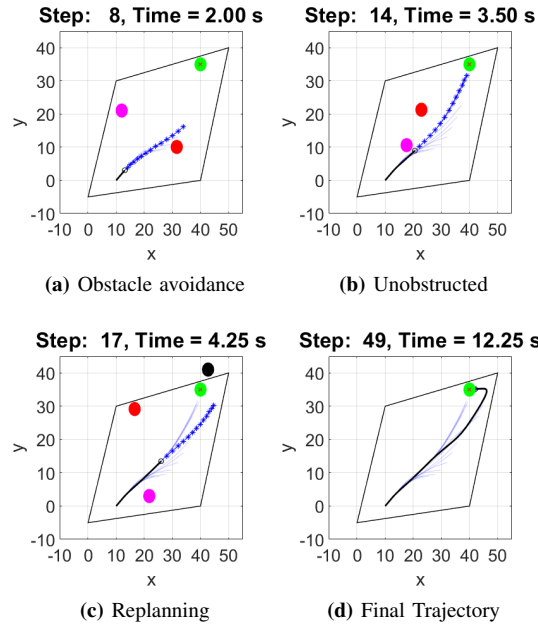 Step: 8, Time = 2.00 s
40
30
20
10
0
-10
y
-10 0 10 20 30 40 50
x
(a) Obstacle avoidance
Step: 14, Time = 3.50 s
40
30
20
10
0
-10
y
-10 0 10 20 30 40 50
x
(b) Unobstructed
Step: 17, Time = 4.25 s
40
30
20
10
0
-10
y
-10 0 10 20 30 40 50
x
(c) Replanning
Step: 49, Time = 12.25 s
40
30
20
10
0
-10
y
-10 0 10 20 30 40 50
x
(d) Final Trajectory